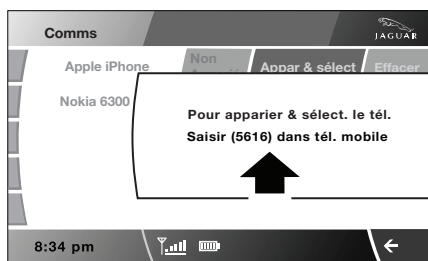 Comms
JAGUAR
Apple iPhone
Non
Appar & sélect
Effacer
Nokia 6300
Pour apparier & sélect. le tél.
Saisir (5616) dans tél. mobile
8:34 pm